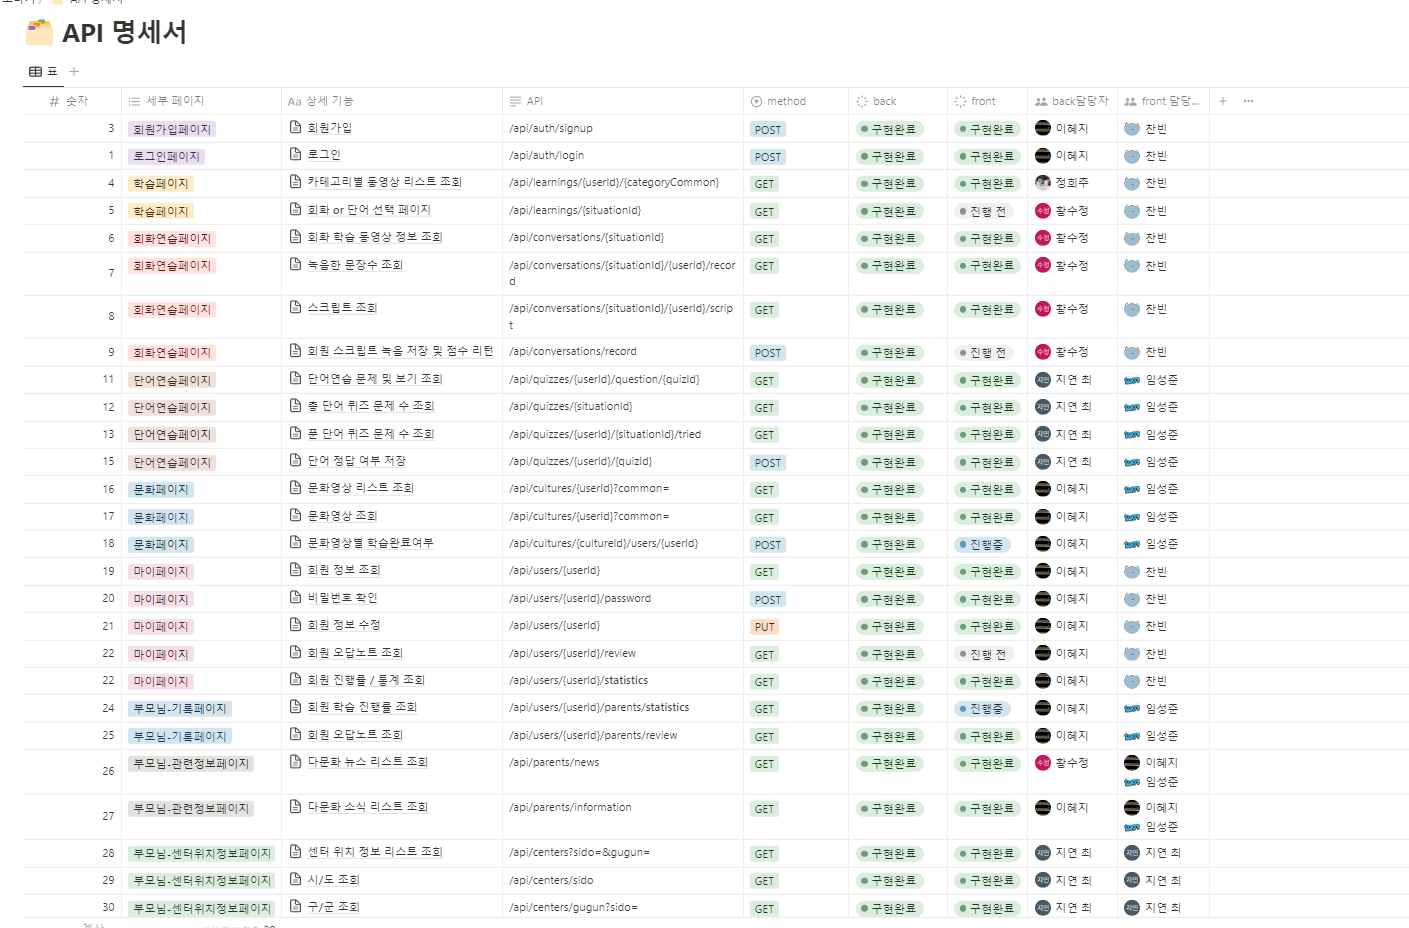 API 명세서
표
숫자 세부 페이지 상세 기능 API method back front back담당자 front 담당...
3 회원가입페이지 회원가입 /api/auth/signup POST 구현완료 구현완료 이혜지 찬빈
1 로그인페이지 로그인 /api/auth/login POST 구현완료 구현완료 이혜지 찬빈
4 학습페이지 카테고리별 동영상 리스트 조회 /api/learnings/{userId}/{categoryCommon} GET 구현완료 구현완료 정희주 찬빈
5 학습페이지 회화 or 단어 선택 페이지 /api/learnings/{situationId} GET 구현완료 진행 전 수정 황수정 찬빈
6 회화연습페이지 회화 학습 동영상 정보 조회 /api/conversations/{situationId} GET 구현완료 구현완료 수정 황수정 찬빈
7 회화연습페이지 녹음한 문장수 조회 /api/conversations/{situationId}/{userId}/recor GET 구현완료 구현완료 수정 황수정 찬빈
d
8 회화연습페이지 스크립트 조회 /api/conversations/{situationId}/{userId}/scrip GET 구현완료 구현완료 수정 황수정 찬빈
t
9 회화연습페이지 회원 스크립트 녹음 저장 및 점수 리턴 /api/conversations/record POST 구현완료 진행 전 수정 황수정 찬빈
11 단어연습페이지 단어연습 문제 및 보기 조회 /api/quizzes/{userId}/question/{quizId} GET 구현완료 구현완료 지연 지연 최 임성준
12 단어연습페이지 총 단어 퀴즈 문제 수 조회 /api/quizzes/{situationId} GET 구현완료 구현완료 지연 지연 최 임성준
13 단어연습페이지 푼 단어 퀴즈 문제 수 조회 /api/quizzes/{userId}/{situationId}/tried GET 구현완료 구현완료 지연 지연 최 임성준
15 단어연습페이지 단어 정답 여부 저장 /api/quizzes/{userId}/{quizId} POST 구현완료 구현완료 지연 지연 최 임성준
16 문화페이지 문화영상 리스트 조회 /api/cultures/{userId}?common= GET 구현완료 구현완료 이혜지 임성준
17 문화페이지 문화영상 조회 /api/cultures/{userId}?common= GET 구현완료 구현완료 이혜지 임성준
18 문화페이지 문화영상별 학습완료여부 /api/cultures/{cultureId}/users/{userId} POST 구현완료 진행중 이혜지 임성준
19 마이페이지 회원 정보 조회 /api/users/{userId} GET 구현완료 구현완료 이혜지 찬빈
20 마이페이지 비밀번호 확인 /api/users/{userId}/password POST 구현완료 구현완료 이혜지 찬빈
21 마이페이지 회원 정보 수정 /api/users/{userId} PUT 구현완료 구현완료 이혜지 찬빈
22 마이페이지 회원 오답노트 조회 /api/users/{userId}/review GET 구현완료 진행 전 이혜지 찬빈
22 마이페이지 회원 진행률 / 통계 조회 /api/users/{userId}/statistics GET 구현완료 구현완료 이혜지 찬빈
24 부모님-기록페이지 회원 학습 진행률 조회 /api/users/{userId}/parents/statistics GET 구현완료 진행중 이혜지 임성준
25 부모님-기록페이지 회원 오답노트 조회 /api/users/{userId}/parents/review GET 구현완료 구현완료 이혜지 임성준
26 부모님-관련정보페이지 다문화 뉴스 리스트 조회 /api/parents/news GET 구현완료 구현완료 수정 황수정 이혜지
임성준
27 부모님-관련정보페이지 다문화 소식 리스트 조회 /api/parents/information GET 구현완료 구현완료 이혜지 이혜지
임성준
28 부모님-센터위치정보페이지 센터 위치 정보 리스트 조회 /api/centers?sido=&gugun= GET 구현완료 구현완료 지연 지연 최 지연 지연 최
29 부모님-센터위치정보페이지 시/도 조회 /api/centers/sido GET 구현완료 구현완료 지연 지연 최 지연 지연 최
30 부모님-센터위치정보페이지 구/군 조회 /api/centers/gugun?sido= GET 구현완료 구현완료 지연 지연 최 지연 지연 최